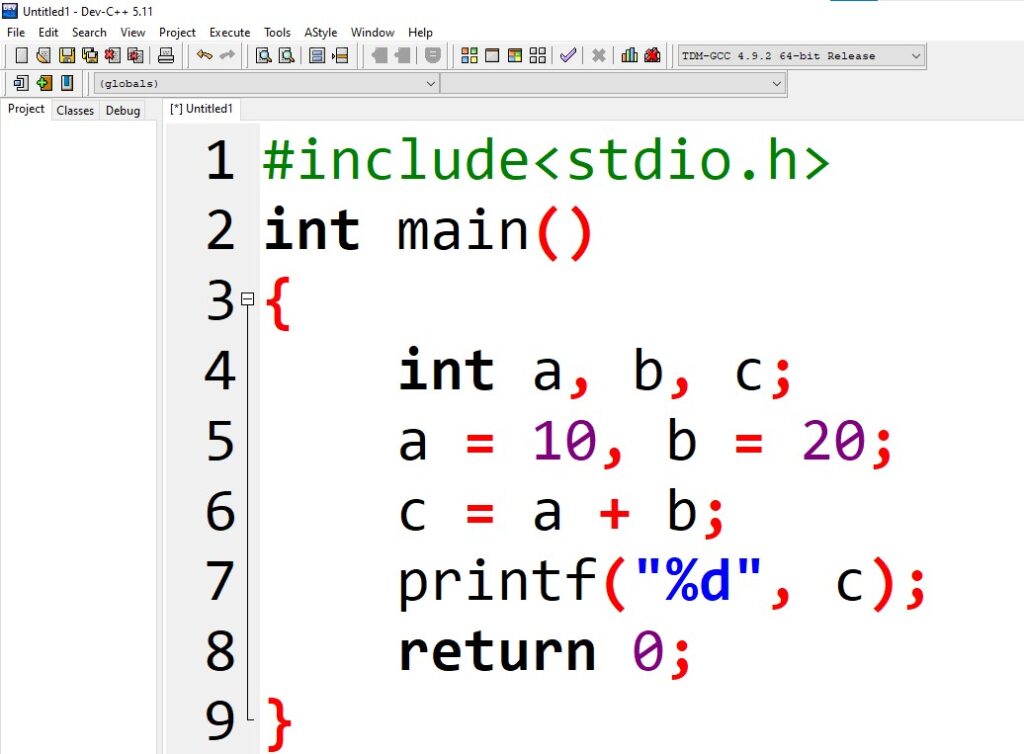 Untitled1 - Dev-C++ 5.11
File Edit Search View Project Execute Tools AStyle Window Help
TDM-GCC 4.9.2 64-bit Release
(globals)
Project Classes Debug [*] Untitled1
1 #include<stdio.h>
2 int main()
3 {
4 int a, b, c;
5 a = 10, b = 20;
6 c = a + b;
7 printf("%d", c);
8 return 0;
9 }